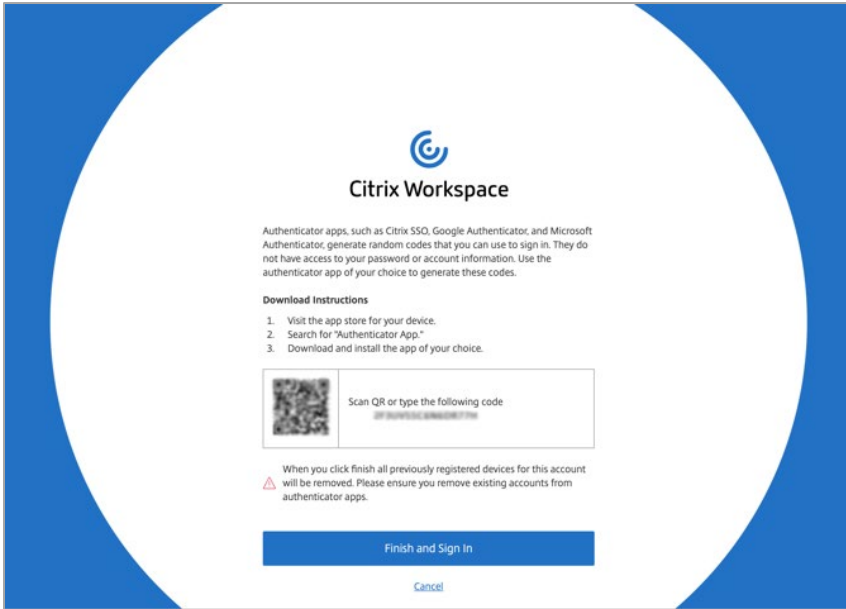 Citrix Workspace
Authenticator apps, such as Citrix SSO, Google Authenticator, and Microsoft
Authenticator, generate random codes that you can use to sign in. They do
not have access to your password or account information. Use the
authenticator app of your choice to generate these codes.
Download Instructions
1. Visit the app store for your device.
2. Search for "Authenticator App."
3. Download and install the app of your choice.
Scan QR or type the following code
When you click finish all previously registered devices for this account
will be removed. Please ensure you remove existing accounts from
authenticator apps.
Finish and Sign In
Cancel